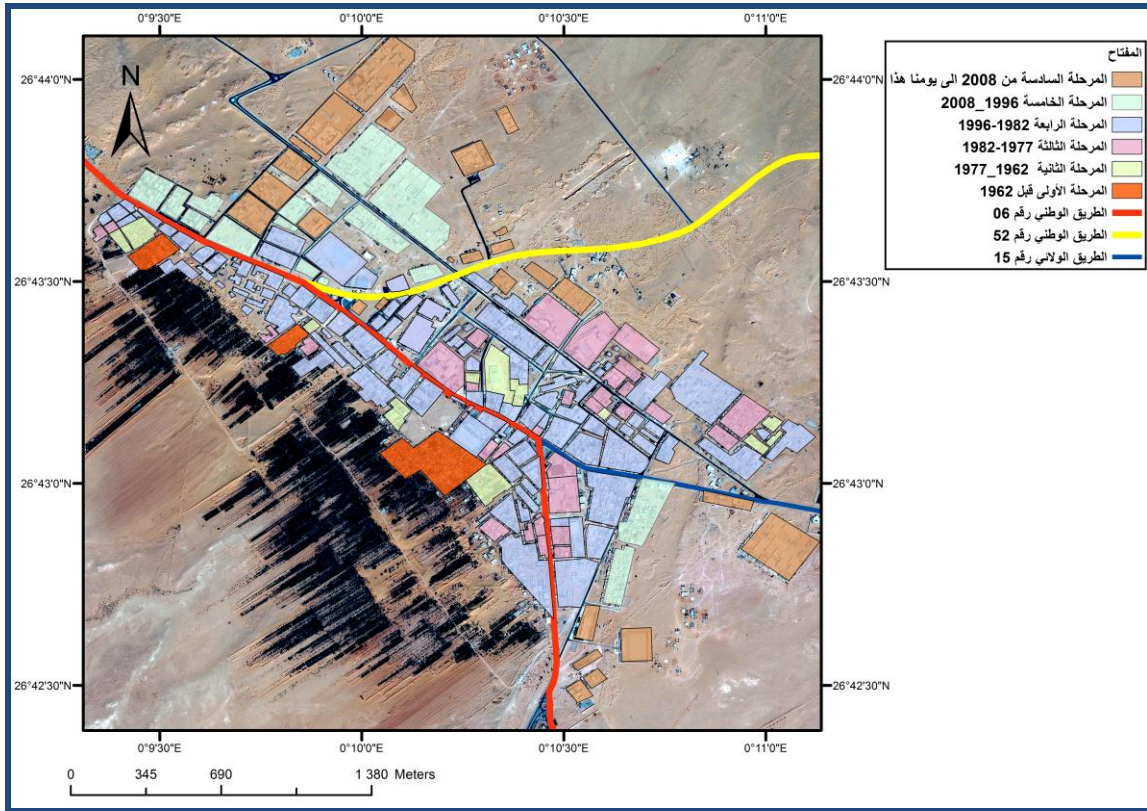 0°9'30"E 0°10'0"E 0°10'30"E 0°11'0"E
26°44'0"N 26°44'0"N
26°43'30"N 26°43'30"N
26°43'0"N 26°43'0"N
26°42'30"N 26°42'30"N
0°9'30"E 0°10'0"E 0°10'30"E 0°11'0"E
N
0 345 690 1 380 Meters
المفتاح
المرحلة السادسة من 2008 الى يومنا هذا
المرحلة الخامسة 1996_2008
المرحلة الرابعة 1982-1996
المرحلة الثالثة 1977-1982
المرحلة الثانية 1962_1977
المرحلة الأولى قبل 1962
الطريق الوطني رقم 06
الطريق الوطني رقم 52
الطريق الولائي رقم 15